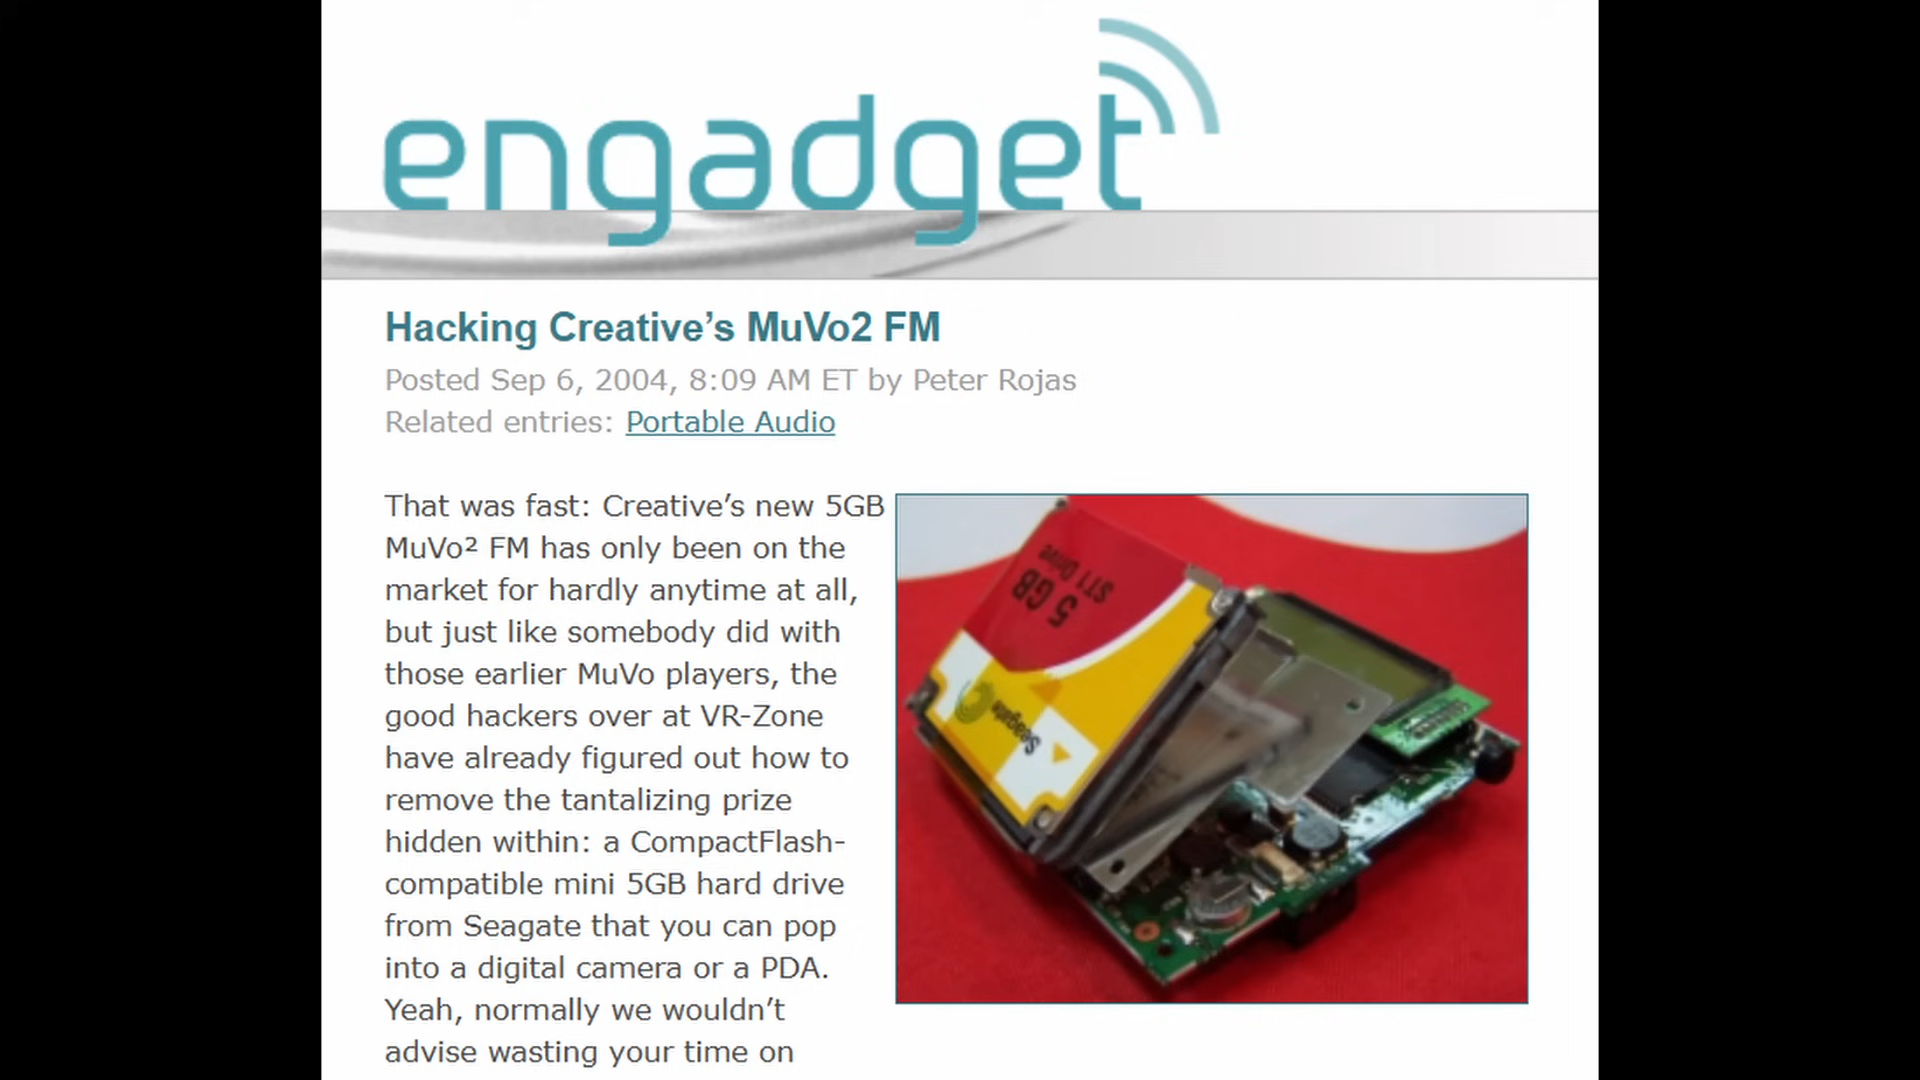 engadget
Hacking Creative’s MuVo2 FM
Posted Sep 6, 2004, 8:09 AM ET by Peter Rojas
Related entries: Portable Audio
That was fast: Creative’s new 5GB
MuVo² FM has only been on the
market for hardly anytime at all,
but just like somebody did with
those earlier MuVo players, the
good hackers over at VR-Zone
have already figured out how to
remove the tantalizing prize
hidden within: a CompactFlash-
compatible mini 5GB hard drive
from Seagate that you can pop
into a digital camera or a PDA.
Yeah, normally we wouldn’t
advise wasting your time on
5 GB
ST1 Drive
Seagate